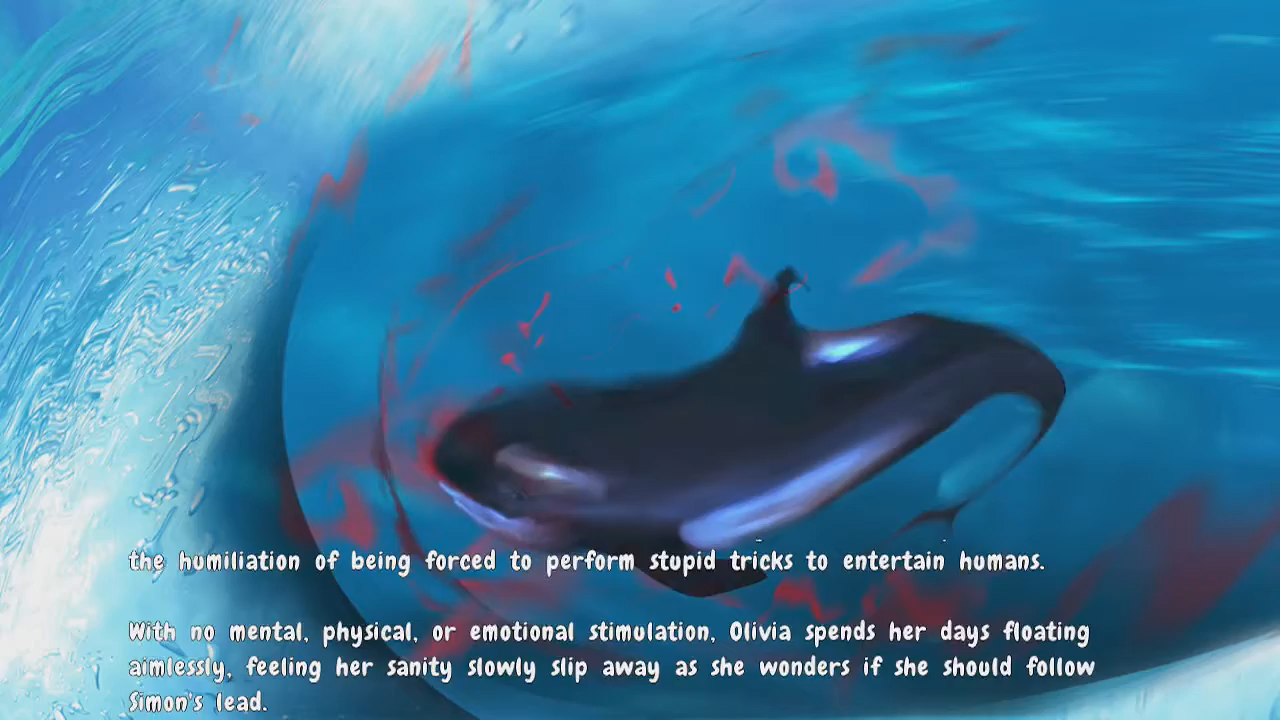 the humiliation of being forced to perform stupid tricks to entertain humans.
With no mental, physical, or emotional stimulation, Olivia spends her days floating
aimlessly, feeling her sanity slowly slip away as she wonders if she should follow
Simon's lead.